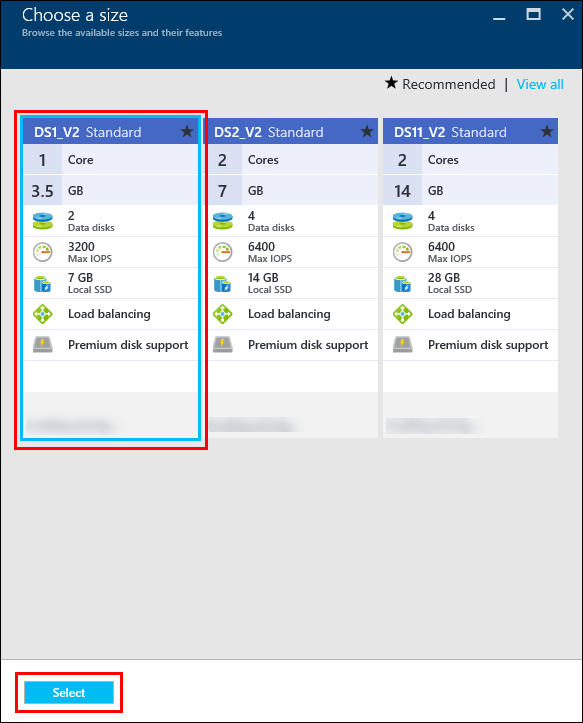 Choose a size
Browse the available sizes and their features
Recommended | View all
DS1_V2 Standard
1 Core
3.5 GB
2
Data disks
3200
Max IOPS
7 GB
Local SSD
Load balancing
Premium disk support
DS2_V2 Standard
2 Cores
7 GB
4
Data disks
6400
Max IOPS
14 GB
Local SSD
Load balancing
Premium disk support
DS11_V2 Standard
2 Cores
14 GB
4
Data disks
6400
Max IOPS
28 GB
Local SSD
Load balancing
Premium disk support
Select